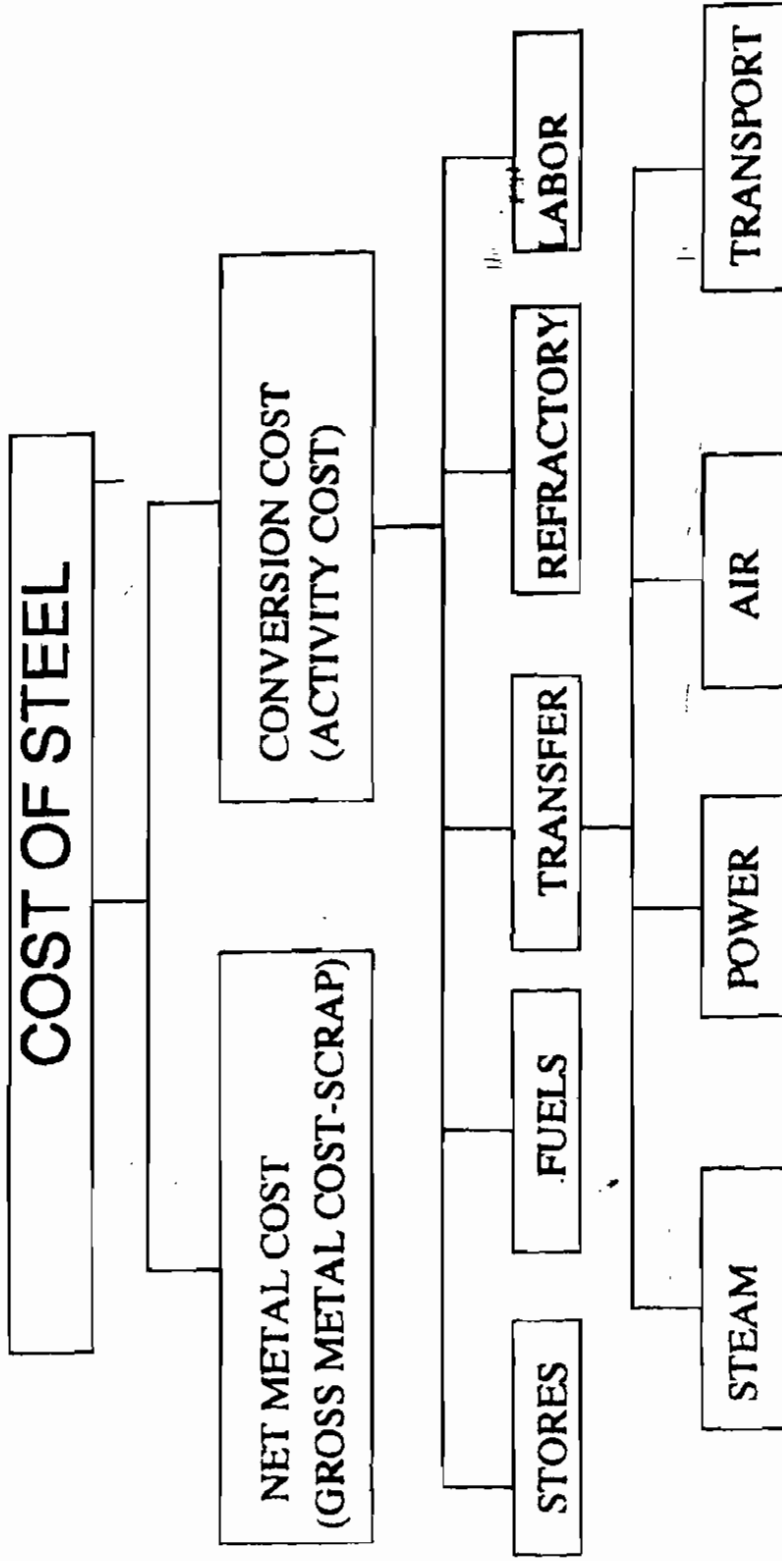 COST OF STEEL
NET METAL COST
(GROSS METAL COST-SCRAP)
CONVERSION COST
(ACTIVITY COST)
STORES
FUELS
TRANSFER
REFRACTORY
LABOR
STEAM
POWER
AIR
TRANSPORT